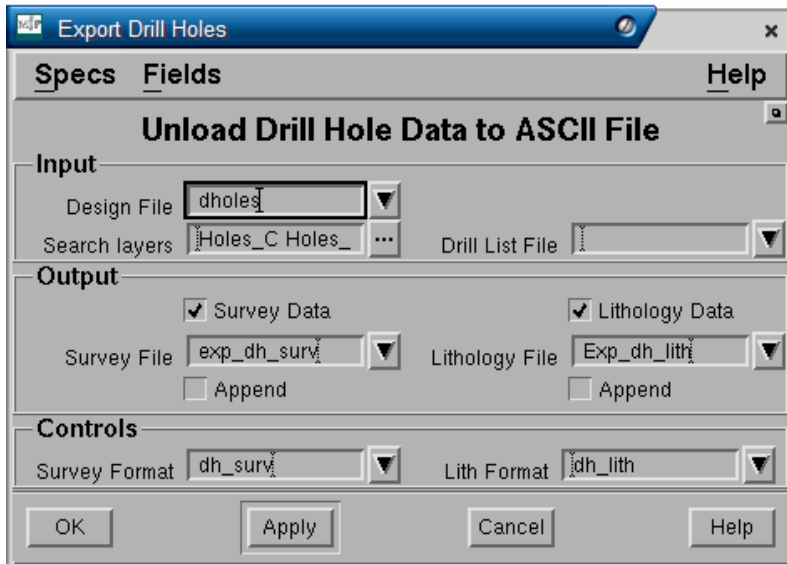 Export Drill Holes
Specs Fields Help
Unload Drill Hole Data to ASCII File
Input
Design File dholes
Search layers Holes_C Holes_ ... Drill List File
Output
Survey Data Lithology Data
Survey File exp_dh_surv Lithology File Exp_dh_lith
Append Append
Controls
Survey Format dh_surv Lith Format dh_lith
OK Apply Cancel Help